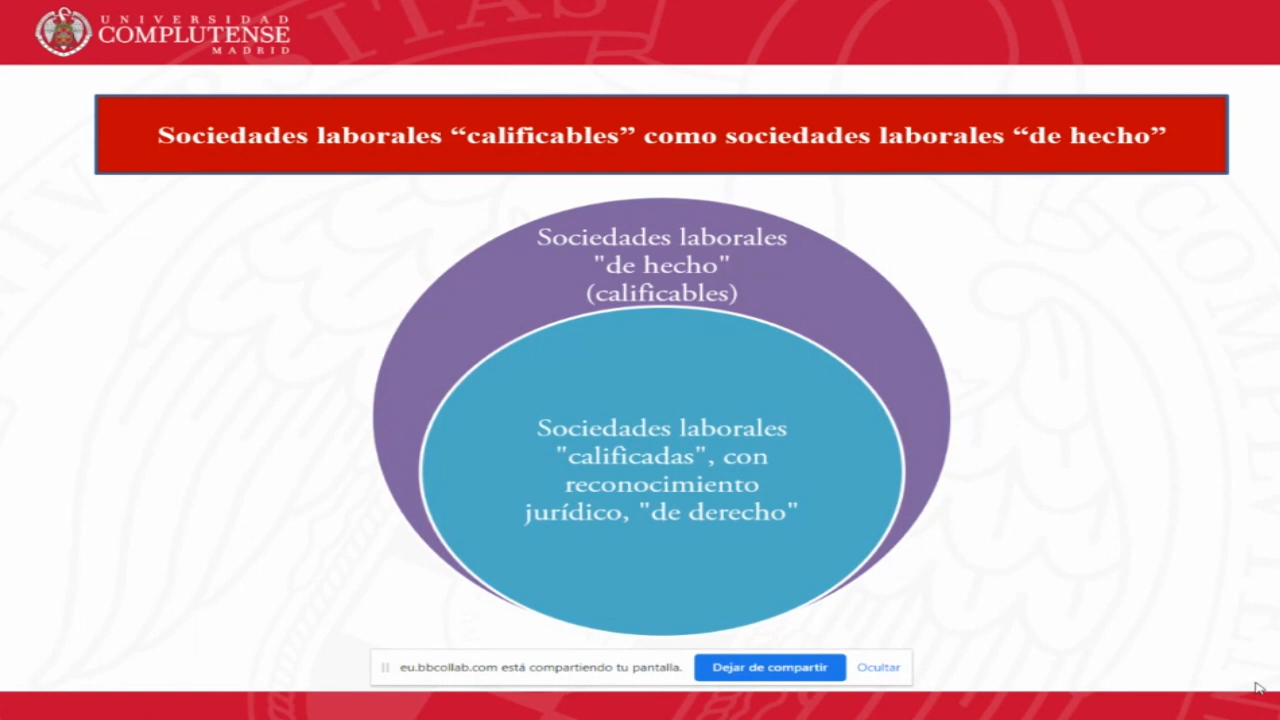 UNIVERSIDAD
COMPLUTENSE
MADRID
Sociedades laborales “calificables” como sociedades laborales “de hecho”
Sociedades laborales
"de hecho"
(calificables)
Sociedades laborales
"calificadas", con
reconocimiento
jurídico, "de derecho"
eu.bbcollab.com está compartiendo tu pantalla. Dejar de compartir Ocultar